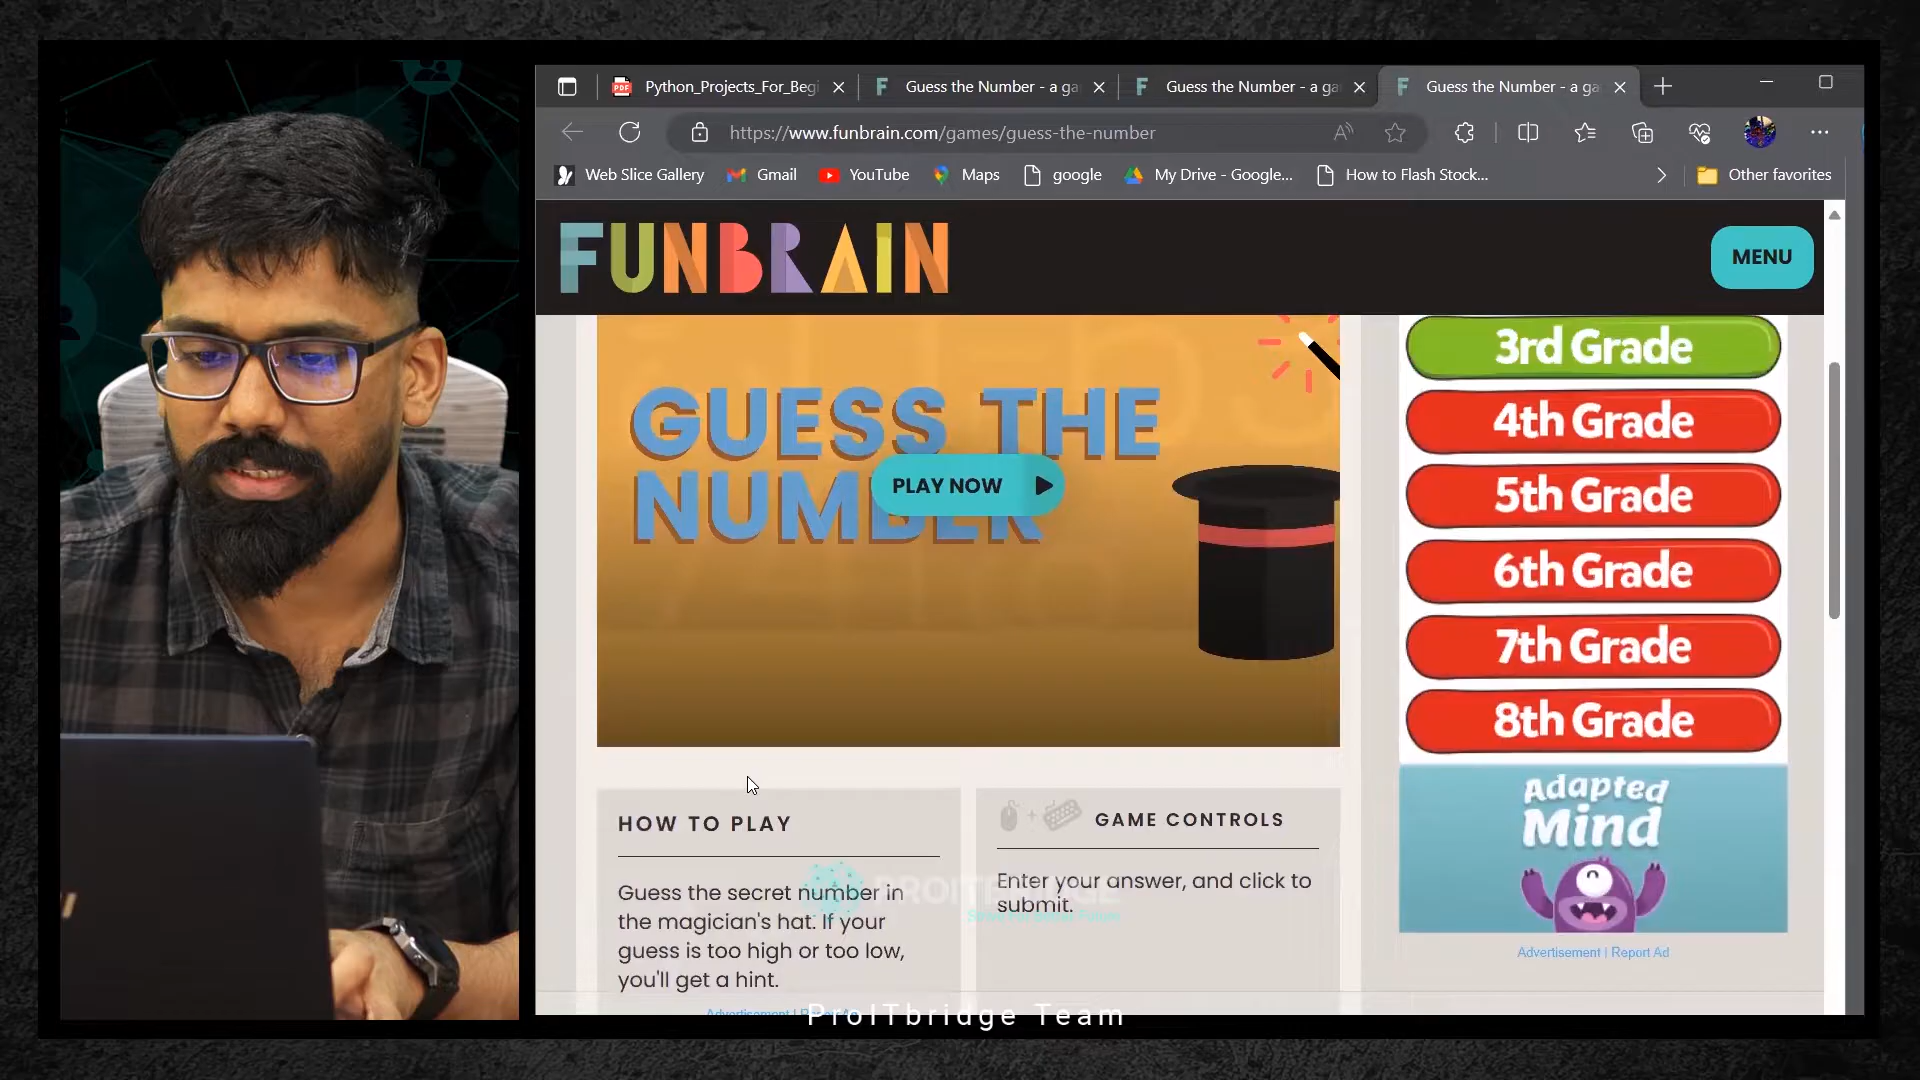 Python_Projects_For_Begi
Guess the Number - a ga
Guess the Number - a ga
Guess the Number - a ga
https://www.funbrain.com/games/guess-the-number
Web Slice Gallery
Gmail
YouTube
Maps
google
My Drive - Google...
How to Flash Stock...
Other favorites
FUNBRAIN
MENU
GUESS THE
NUMBER
PLAY NOW
3rd Grade
4th Grade
5th Grade
6th Grade
7th Grade
8th Grade
Adapted
Mind
Advertisement | Report Ad
HOW TO PLAY
Guess the secret number in
the magician's hat. If your
guess is too high or too low,
you'll get a hint.
GAME CONTROLS
Enter your answer, and click to
submit.
PROITBRIDGE
Advertisement | Report Ad
ProITbridge Team